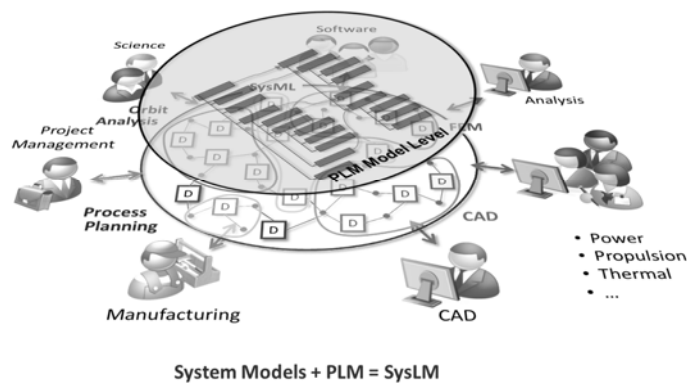 Software
Science
SysML
Orbit
Analysis
Analysis
FEM
Project
Management
PLM Model Level
D
D
D
D
D
D
D
D
D
D
D
D
Process
Planning
CAD
• Power
• Propulsion
• Thermal
• ...
Manufacturing
CAD
System Models + PLM = SysLM